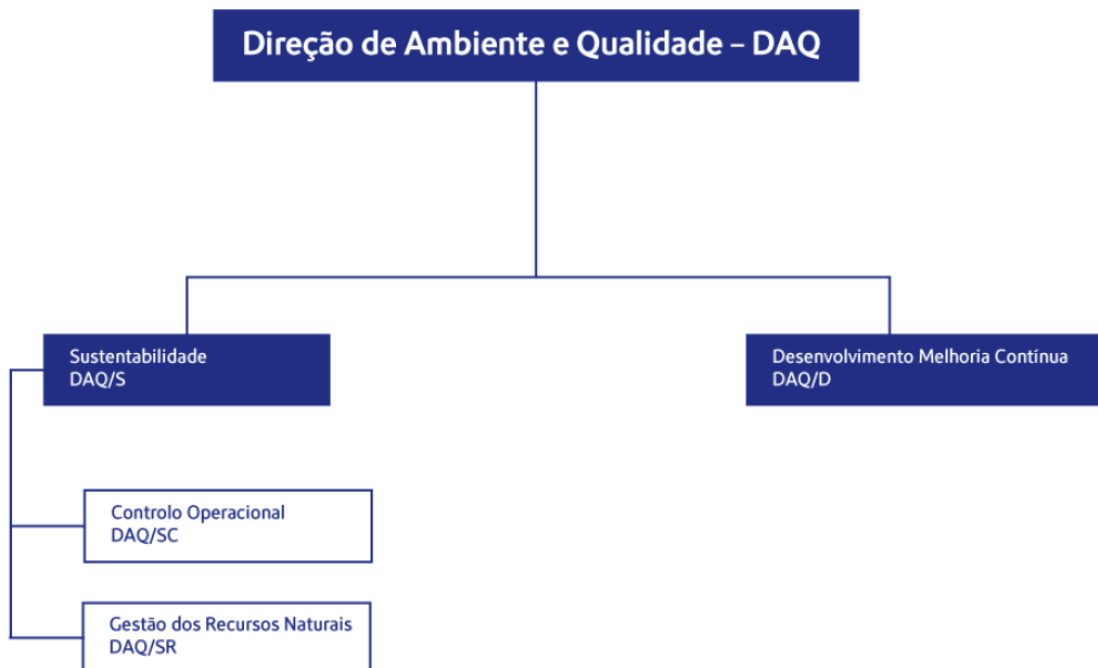 Direção de Ambiente e Qualidade – DAQ
Sustentabilidade
DAQ/S
Desenvolvimento Melhoria Contínua
DAQ/D
Controlo Operacional
DAQ/SC
Gestão dos Recursos Naturais
DAQ/SR